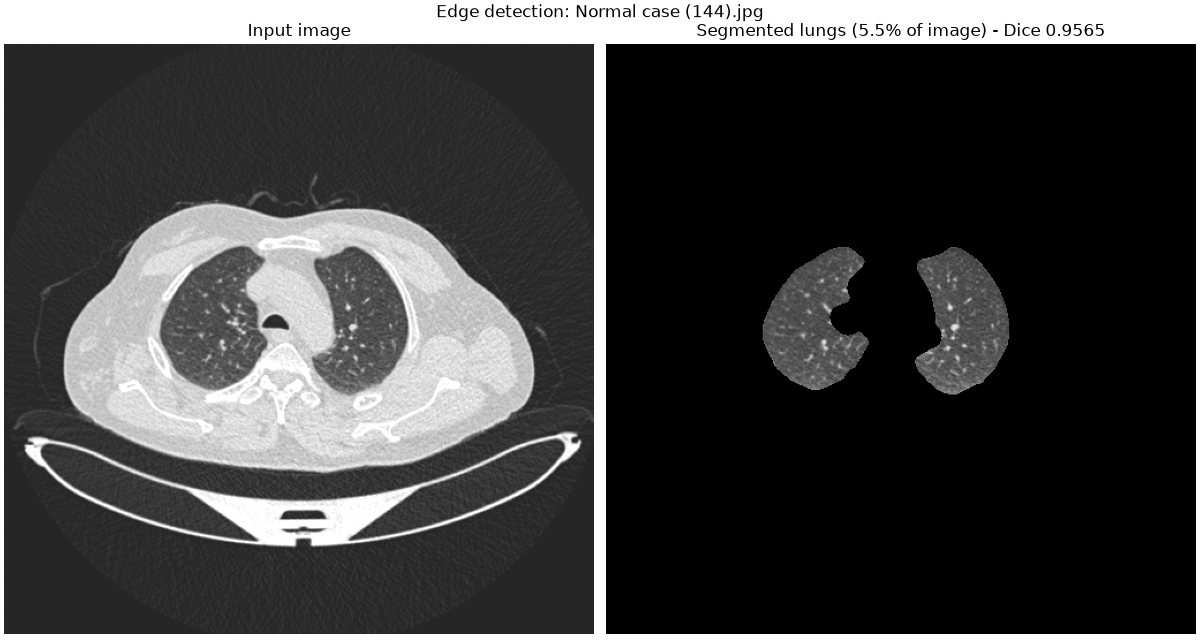 Edge detection: Normal case (144).jpg
Input image
Segmented lungs (5.5% of image) - Dice 0.9565